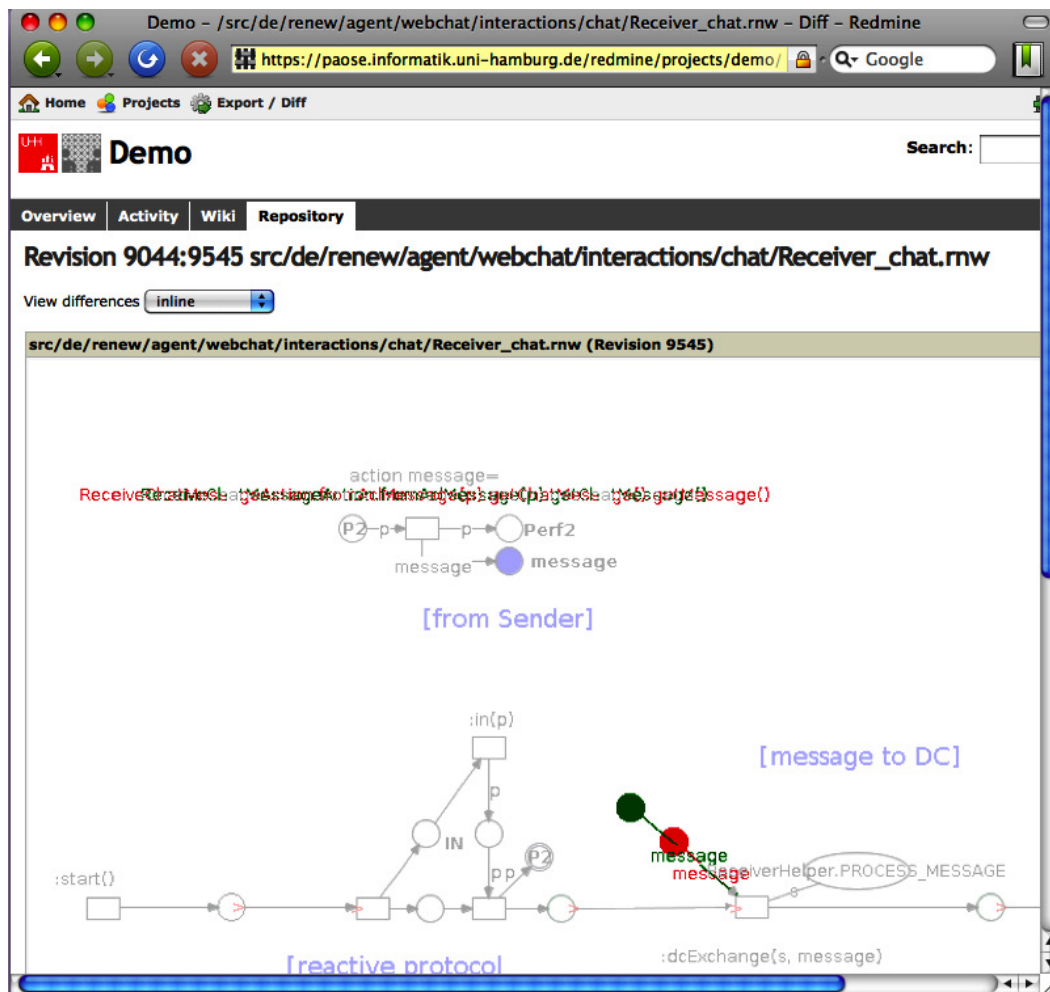 Demo – /src/de/renew/agent/webchat/interactions/chat/Receiver_chat.rnw – Diff – Redmine
https://paose.informatik.uni-hamburg.de/redmine/projects/demo/ Google
Home Projects Export / Diff
UHH Demo Search:
Overview Activity Wiki Repository
Revision 9044:9545 src/de/renew/agent/webchat/interactions/chat/Receiver_chat.rnw
View differences inline
src/de/renew/agent/webchat/interactions/chat/Receiver_chat.rnw (Revision 9545)
action message=
P2 p p Perf2
message message
[from Sender]
:in(p)
[message to DC]
p
IN
message
P2
message
p p
:start()
s
:dcExchange(s, message)
[reactive protocol